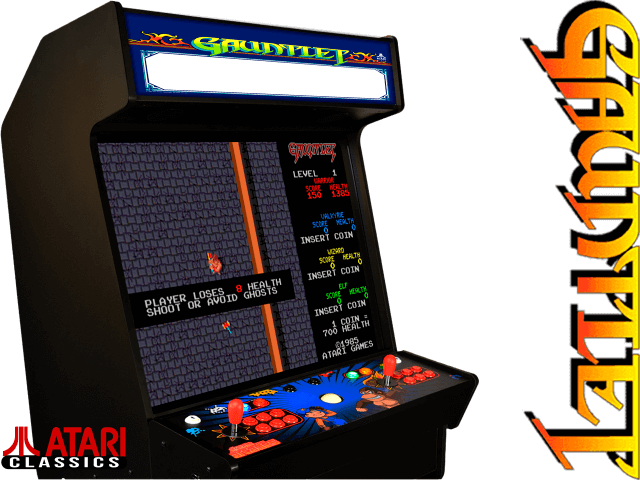 GAUNTLET
GAUNTLET
LEVEL 1
WARRIOR
SCORE HEALTH
150 1385
VALKYRIE
SCORE HEALTH
0 0
INSERT COIN
WIZARD
SCORE HEALTH
0 0
INSERT COIN
PLAYER LOSES 8 HEALTH
SHOOT OR AVOID GHOSTS
ELF
SCORE HEALTH
0 0
INSERT COIN
1 COIN =
700 HEALTH
©1985
ATARI GAMES
ATARI
CLASSICS
GAUNTLET